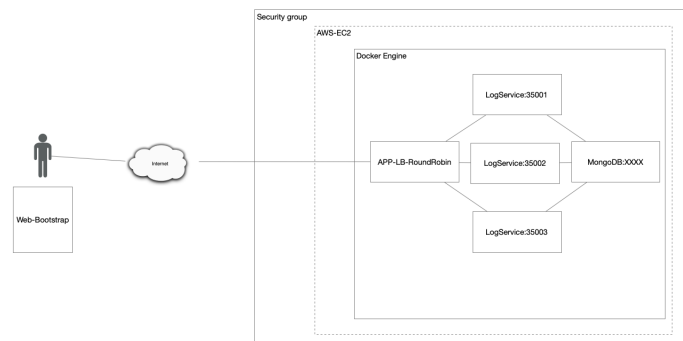 Security group
AWS-EC2
Docker Engine
LogService:35001
Internet
APP-LB-RoundRobin
LogService:35002
MongoDB:XXXX
Web-Bootstrap
LogService:35003